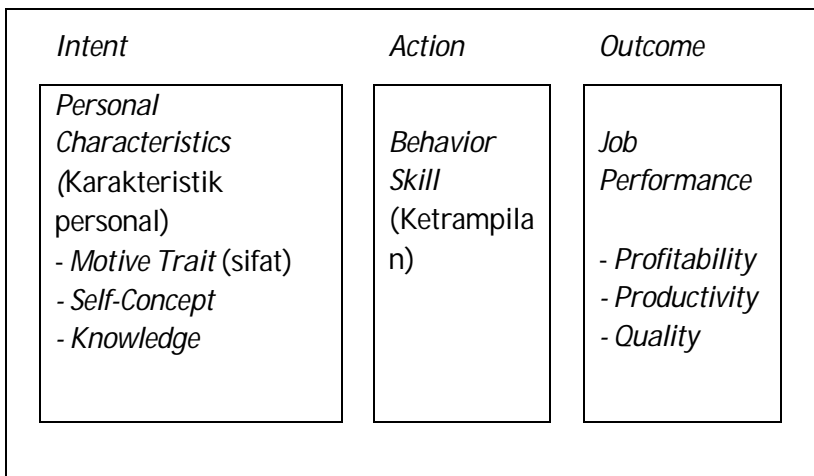 Intent
Action
Outcome
Personal
Characteristics
(Karakteristik
personal)
- Motive Trait (sifat)
- Self-Concept
- Knowledge
Behavior
Skill
(Ketrampila
n)
Job
Performance
- Profitability
- Productivity
- Quality